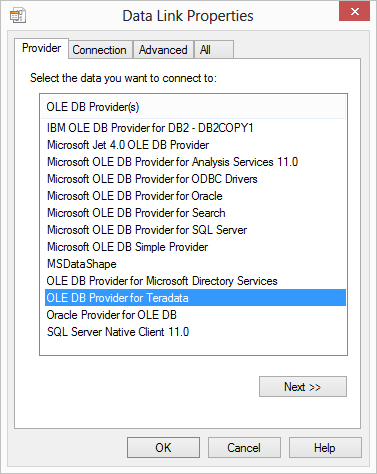 Data Link Properties
Provider Connection Advanced All
Select the data you want to connect to:
OLE DB Provider(s)
IBM OLE DB Provider for DB2 - DB2COPY1
Microsoft Jet 4.0 OLE DB Provider
Microsoft OLE DB Provider for Analysis Services 11.0
Microsoft OLE DB Provider for ODBC Drivers
Microsoft OLE DB Provider for Oracle
Microsoft OLE DB Provider for Search
Microsoft OLE DB Provider for SQL Server
Microsoft OLE DB Simple Provider
MSDataShape
OLE DB Provider for Microsoft Directory Services
OLE DB Provider for Teradata
Oracle Provider for OLE DB
SQL Server Native Client 11.0
Next >>
OK Cancel Help